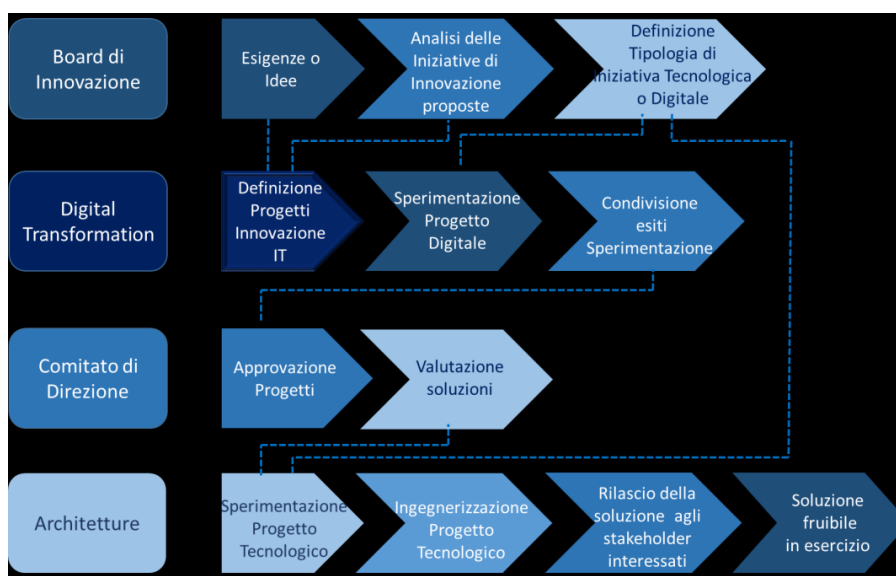 Board di
Innovazione
Esigenze o
Idee
Analisi delle
Iniziative di
Innovazione
proposte
Definizione
Tipologia di
Iniziativa Tecnologica
o Digitale
Digital
Transformation
Definizione
Progetti
Innovazione
IT
Sperimentazione
Progetto
Digitale
Condivisione
esiti
Sperimentazione
Comitato di
Direzione
Approvazione
Progetti
Valutazione
soluzioni
Architetture
Sperimentazione
Progetto
Tecnologico
Ingegnerizzazione
Progetto
Tecnologico
Rilascio della
soluzione agli
stakeholder
interessati
Soluzione
fruibile
in esercizio